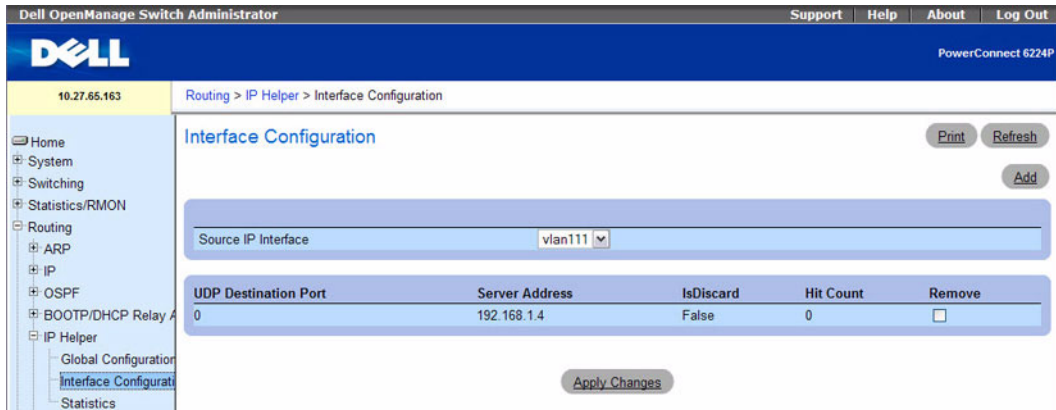 Dell OpenManage Switch Administrator
Support Help About Log Out
DELL
PowerConnect 6224P
10.27.65.163
Routing > IP Helper > Interface Configuration
Home
System
Switching
Statistics/RMON
Routing
ARP
IP
OSPF
BOOTP/DHCP Relay A
IP Helper
Global Configuration
Interface Configurati
Statistics
Interface Configuration
Print Refresh
Add
Source IP Interface vlan111
UDP Destination Port Server Address IsDiscard Hit Count Remove
0 192.168.1.4 False 0
Apply Changes